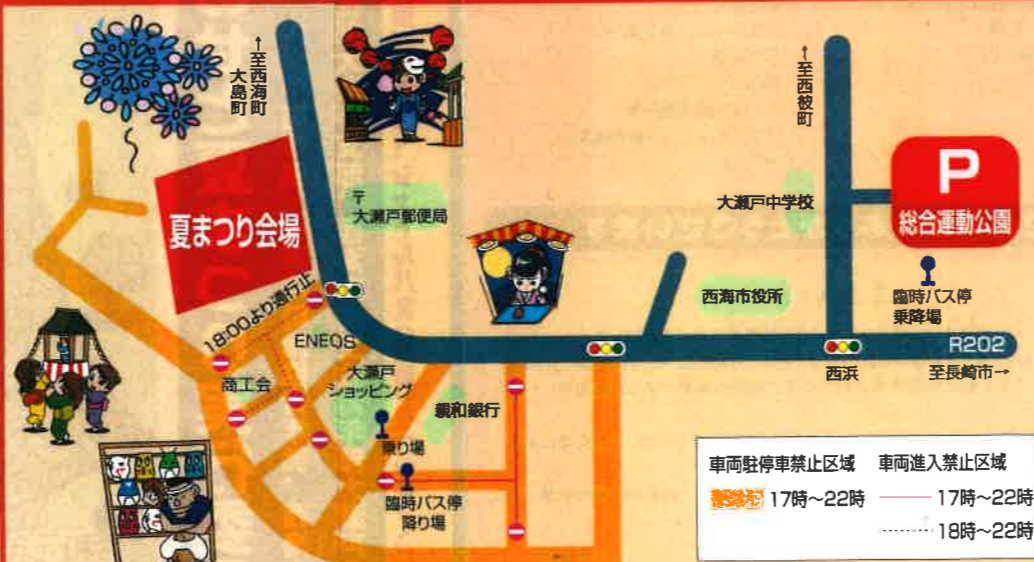 ↑至西海町
大島町
夏まつり会場
〒
大瀬戸郵便局
18:00より通行止
ENEOS
商工会
大瀬戸
ショッピング
親和銀行
乗り場
臨時バス停
降り場
↑至西彼町
大瀬戸中学校
西海市役所
P
総合運動公園
臨時バス停
乗降場
R202
西浜
至長崎市→
車両駐停車禁止区域
17時〜22時
車両進入禁止区域
17時〜22時
18時〜22時